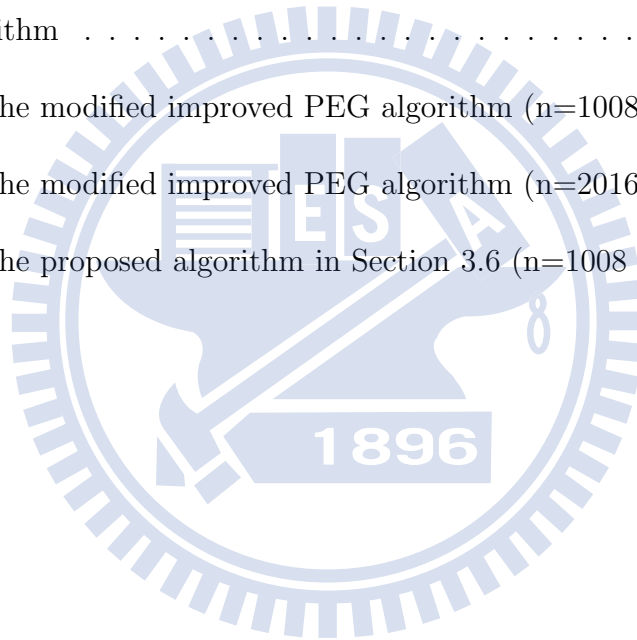 ithm . . . . . . . . . . . . . . . . . . . . . . .
he modified improved PEG algorithm (n=1008
he modified improved PEG algorithm (n=2016
he proposed algorithm in Section 3.6 (n=1008
E S A
1896